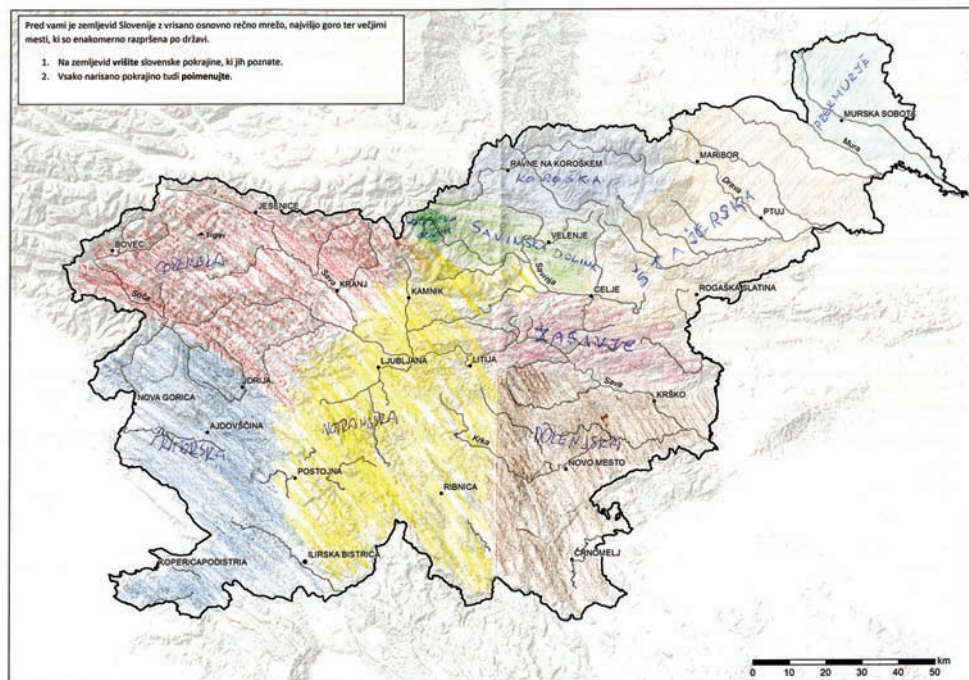 Pred vami je zemljevid Slovenije z vrisano osnovno rečno mrežo, najvišjo goro ter večjimi
mesti, ki so enakomerno razpršena po državi.
1. Na zemljevid vrišite slovenske pokrajine, ki jih poznate.
2. Vsako narisano pokrajino tudi poimenujte.
PREKMURJE
MURSKA SOBOTA
Mura
RAVNE NA KOROŠKEM
KOROŠKA
MARIBOR
Drava
PTUJ
ŠTAJERSKA
JESENICE
Triglav
BOVEC
GORENJSKA
Soča
Sava
KRANJ
SAVINJSKA DOLINA
VELENJE
Savinja
CELJE
ROGAŠKA SLATINA
KAMNIK
ZASAVJE
LJUBLJANA
LITIJA
Sava
KRŠKO
IDRIJA
NOVA GORICA
AJDOVŠČINA
PRIMORSKA
NOTRANJSKA
Krka
DOLENJSKA
NOVO MESTO
POSTOJNA
RIBNICA
KOPER/CAPODISTRIA
ILIRSKA BISTRICA
ČRNOMELJ
km
0 10 20 30 40 50